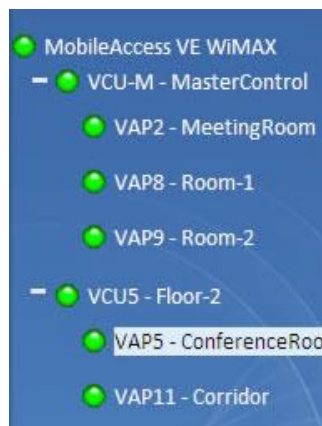 MobileAccess VE WiMAX
VCU-M - MasterControl
VAP2 - MeetingRoom
VAP8 - Room-1
VAP9 - Room-2
VCU5 - Floor-2
VAP5 - ConferenceRoo
VAP11 - Corridor